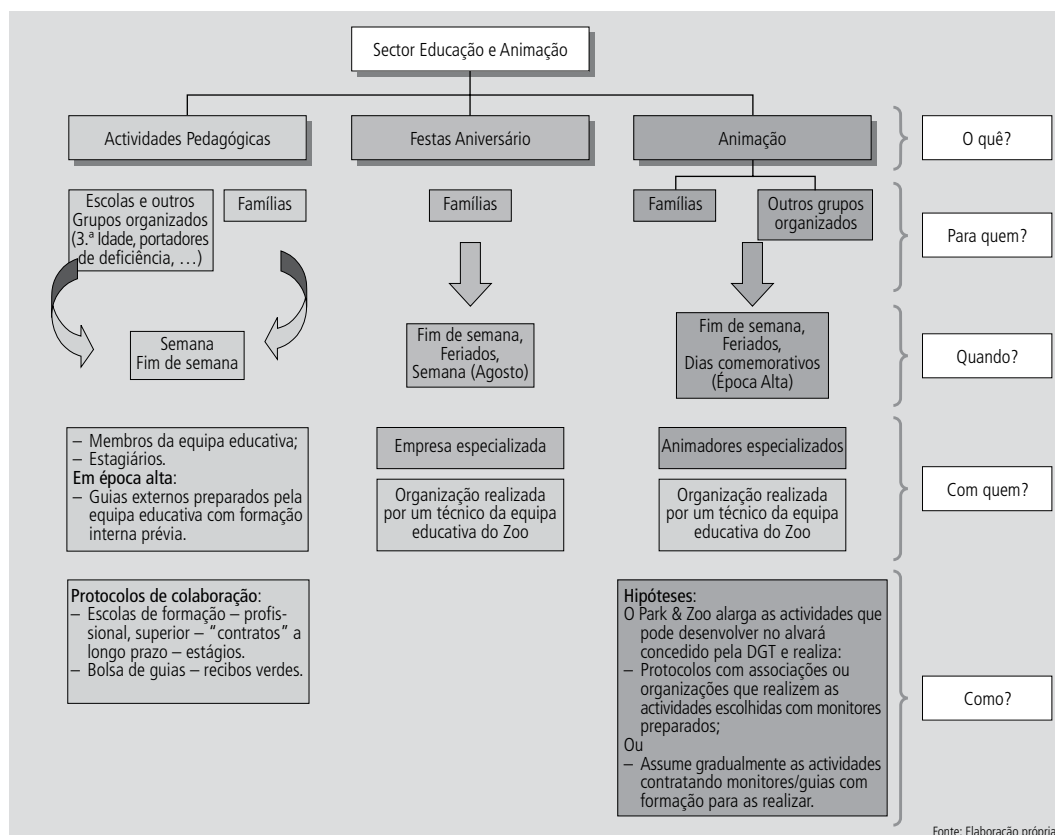 Sector Educação e Animação
Actividades Pedagógicas
Festas Aniversário
Animação
O quê?
Escolas e outros
Grupos organizados
(3.ª Idade, portadores
de deficiência, …)
Famílias
Famílias
Famílias
Outros grupos
organizados
Para quem?
Semana
Fim de semana
Fim de semana,
Feriados,
Semana (Agosto)
Fim de semana,
Feriados,
Dias comemorativos
(Época Alta)
Quando?
– Membros da equipa educativa;
– Estagiários.
Em época alta:
– Guias externos preparados pela
equipa educativa com formação
interna prévia.
Empresa especializada
Organização realizada
por um técnico da equipa
educativa do Zoo
Animadores especializados
Organização realizada
por um técnico da equipa
educativa do Zoo
Com quem?
Protocolos de colaboração:
– Escolas de formação – profis-
sional, superior – "contratos" a
longo prazo – estágios.
– Bolsa de guias – recibos verdes.
Hipóteses:
O Park & Zoo alarga as actividades que
pode desenvolver no alvará
concedido pela DGT e realiza:
– Protocolos com associações ou
organizações que realizem as
actividades escolhidas com monitores
preparados;
Ou
– Assume gradualmente as actividades
contratando monitores/guias com
formação para as realizar.
Como?
Fonte: Elaboração própria